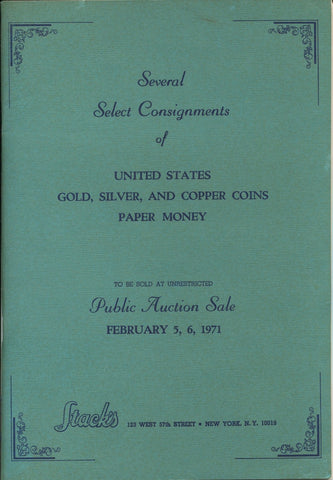 Several
Select Consignments
of
UNITED STATES
GOLD, SILVER, AND COPPER COINS
PAPER MONEY
TO BE SOLD AT UNRESTRICTED
Public Auction Sale
FEBRUARY 5, 6, 1971
Stack's 123 WEST 57th STREET • NEW YORK, N. Y. 10019